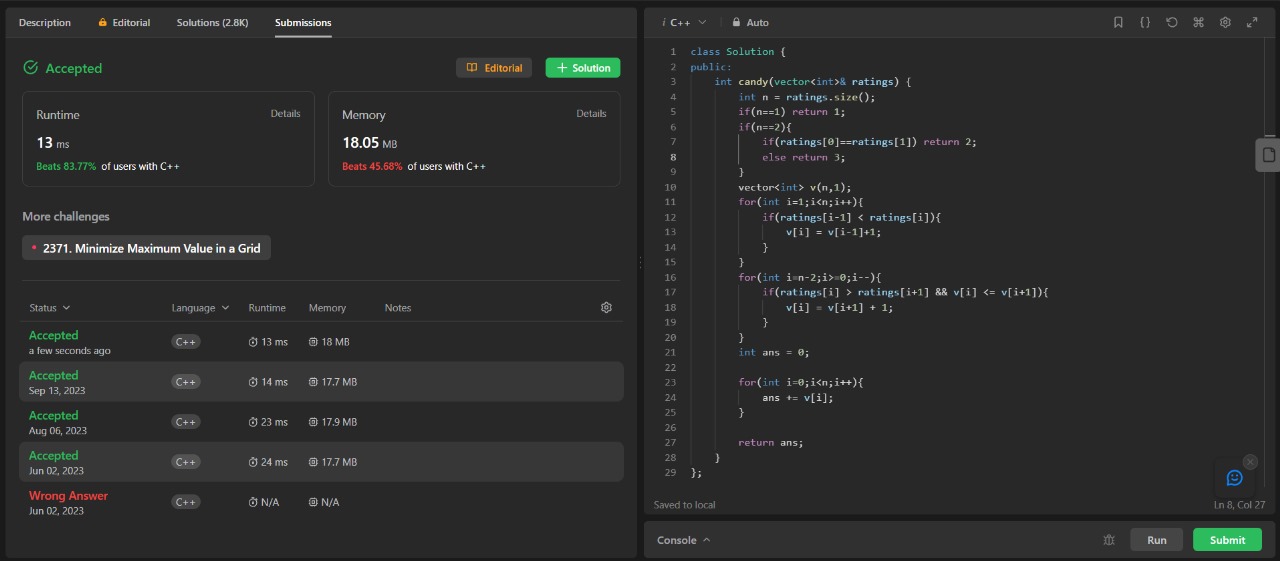 Description Editorial Solutions (2.8K) Submissions
Accepted Editorial + Solution
Runtime Details
13 ms
Beats 83.77% of users with C++
Memory Details
18.05 MB
Beats 45.68% of users with C++
More challenges
• 2371. Minimize Maximum Value in a Grid
Status Language Runtime Memory Notes
Accepted
a few seconds ago
C++ 13 ms 18 MB
Accepted
Sep 13, 2023
C++ 14 ms 17.7 MB
Accepted
Aug 06, 2023
C++ 23 ms 17.9 MB
Accepted
Jun 02, 2023
C++ 24 ms 17.7 MB
Wrong Answer
Jun 02, 2023
C++ N/A N/A
i C++ Auto
1 class Solution {
2 public:
3     int candy(vector<int>& ratings) {
4         int n = ratings.size();
5         if(n==1) return 1;
6         if(n==2){
7             if(ratings[0]==ratings[1]) return 2;
8             else return 3;
9         }
10         vector<int> v(n,1);
11         for(int i=1;i<n;i++){
12             if(ratings[i-1] < ratings[i]){
13                 v[i] = v[i-1]+1;
14             }
15         }
16         for(int i=n-2;i>=0;i--){
17             if(ratings[i] > ratings[i+1] && v[i] <= v[i+1]){
18                 v[i] = v[i+1] + 1;
19             }
20         }
21         int ans = 0;
22
23         for(int i=0;i<n;i++){
24             ans += v[i];
25         }
26
27         return ans;
28     }
29 };
Saved to local Ln 8, Col 27
Console Run Submit